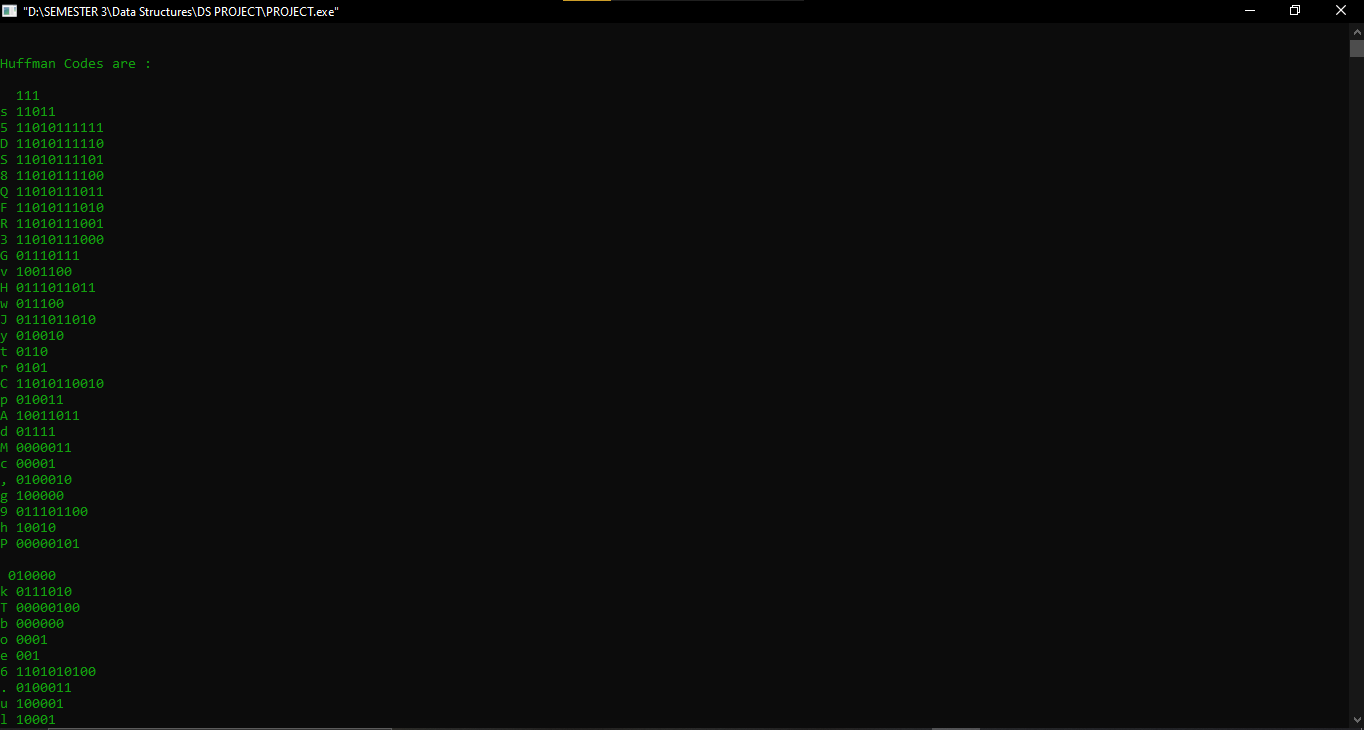 "D:\SEMESTER 3\Data Structures\DS PROJECT\PROJECT.exe"
Huffman Codes are :
  111
s 11011
5 11010111111
D 11010111110
S 11010111101
8 11010111100
Q 11010111011
F 11010111010
R 11010111001
3 11010111000
G 01110111
v 1001100
H 0111011011
w 011100
J 0111011010
y 010010
t 0110
r 0101
C 11010110010
p 010011
A 10011011
d 01111
M 0000011
c 00001
, 0100010
g 100000
9 011101100
h 10010
P 00000101
 010000
k 0111010
T 00000100
b 000000
o 0001
e 001
6 1101010100
. 0100011
u 100001
l 10001